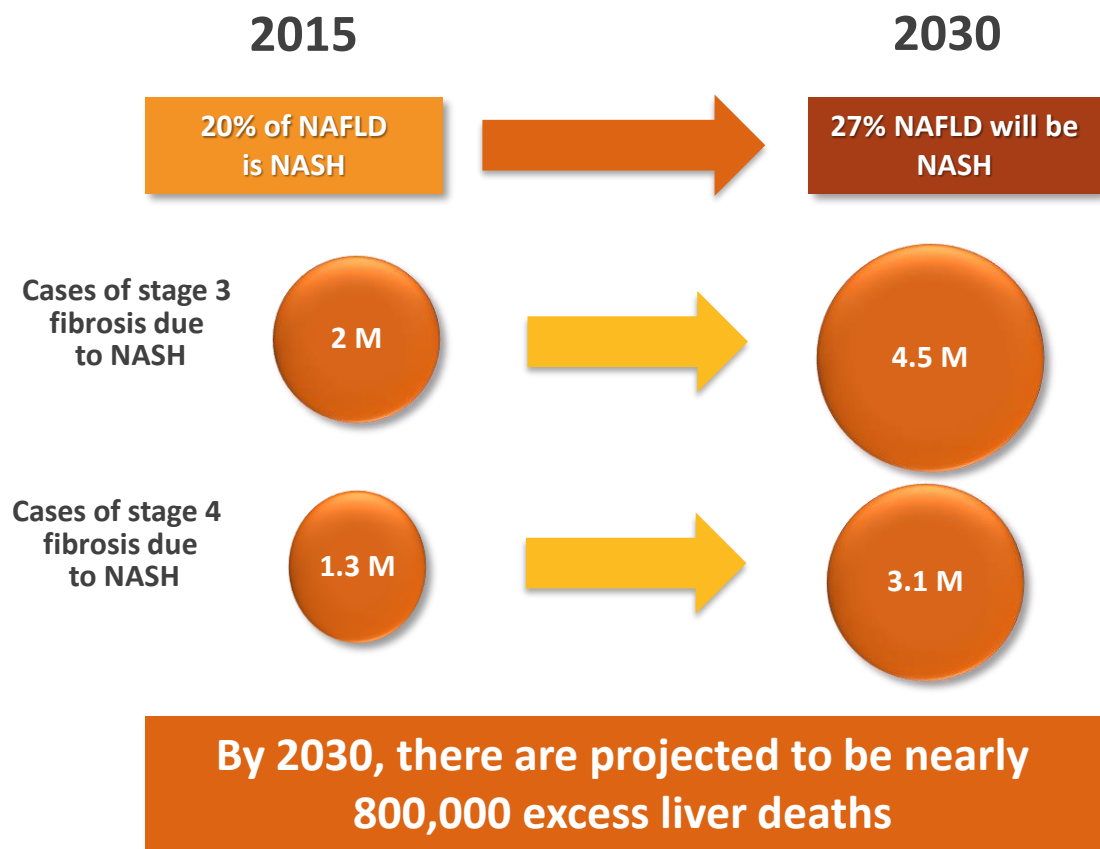 2015
2030
20% of NAFLD
is NASH
27% NAFLD will be
NASH
Cases of stage 3
fibrosis due
to NASH
2 M
4.5 M
Cases of stage 4
fibrosis due
to NASH
1.3 M
3.1 M
By 2030, there are projected to be nearly
800,000 excess liver deaths